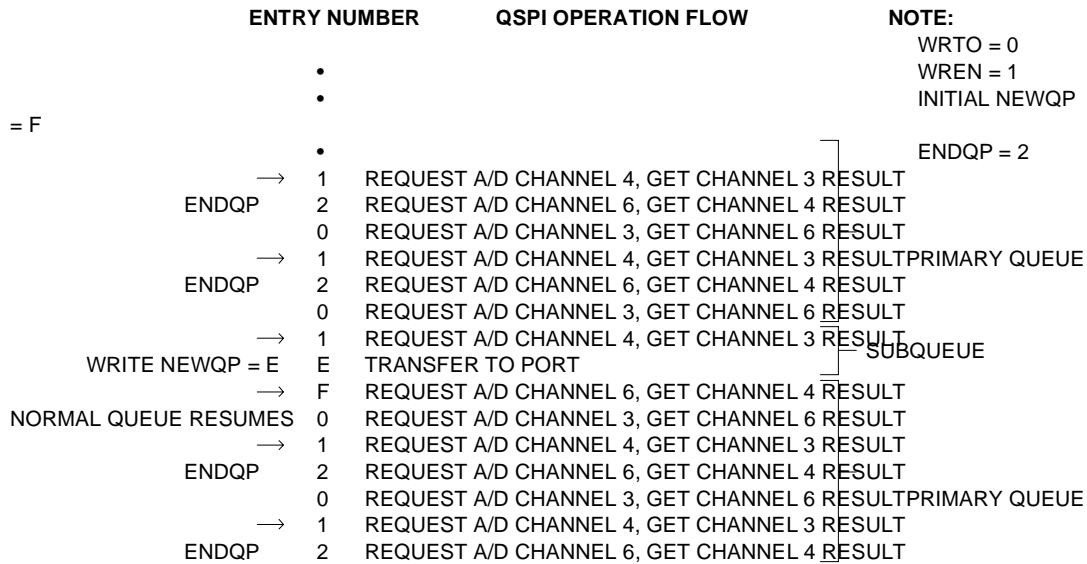 ENTRY NUMBER QSPI OPERATION FLOW NOTE:
WRTO = 0
• WREN = 1
• INITIAL NEWQP
= F
• ENDQP = 2
→ 1 REQUEST A/D CHANNEL 4, GET CHANNEL 3 RESULT
ENDQP 2 REQUEST A/D CHANNEL 6, GET CHANNEL 4 RESULT
0 REQUEST A/D CHANNEL 3, GET CHANNEL 6 RESULT
→ 1 REQUEST A/D CHANNEL 4, GET CHANNEL 3 RESULT PRIMARY QUEUE
ENDQP 2 REQUEST A/D CHANNEL 6, GET CHANNEL 4 RESULT
0 REQUEST A/D CHANNEL 3, GET CHANNEL 6 RESULT
→ 1 REQUEST A/D CHANNEL 4, GET CHANNEL 3 RESULT
WRITE NEWQP = E E TRANSFER TO PORT SUBQUEUE
→ F REQUEST A/D CHANNEL 6, GET CHANNEL 4 RESULT
NORMAL QUEUE RESUMES 0 REQUEST A/D CHANNEL 3, GET CHANNEL 6 RESULT
→ 1 REQUEST A/D CHANNEL 4, GET CHANNEL 3 RESULT
ENDQP 2 REQUEST A/D CHANNEL 6, GET CHANNEL 4 RESULT
0 REQUEST A/D CHANNEL 3, GET CHANNEL 6 RESULT PRIMARY QUEUE
→ 1 REQUEST A/D CHANNEL 4, GET CHANNEL 3 RESULT
ENDQP 2 REQUEST A/D CHANNEL 6, GET CHANNEL 4 RESULT